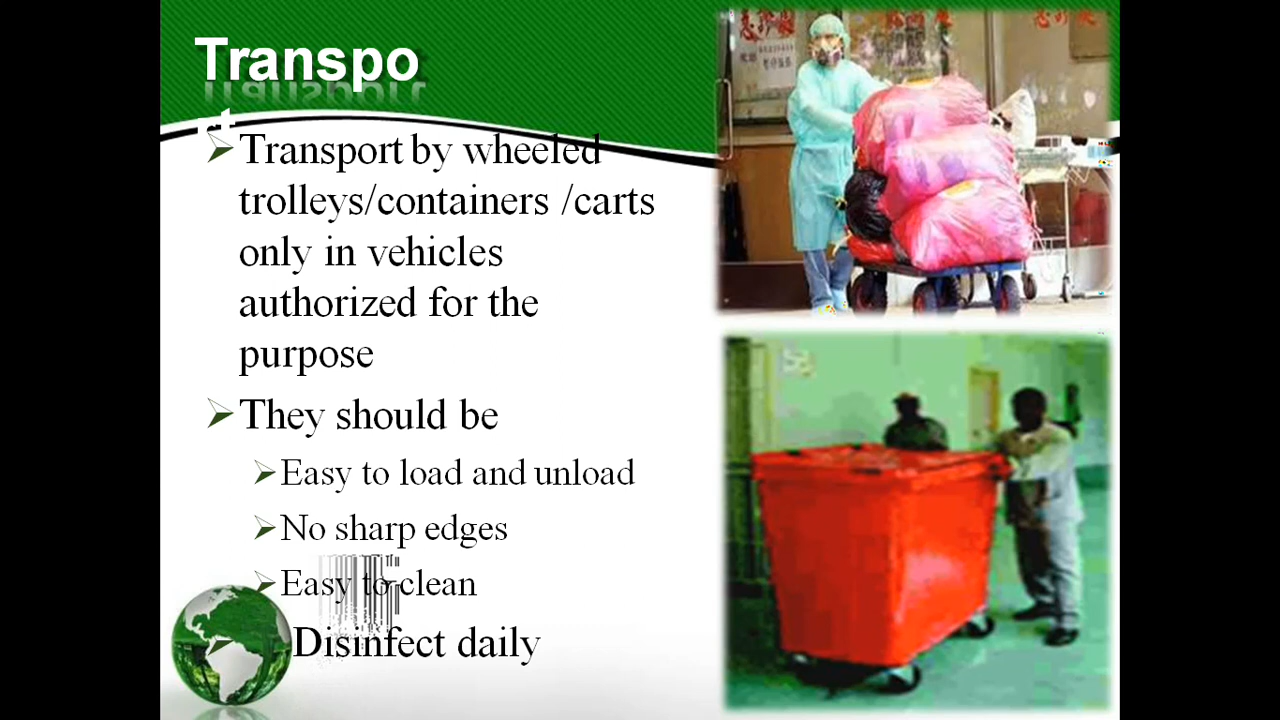 Transpo
rt
Transport by wheeled
trolleys/containers /carts
only in vehicles
authorized for the
purpose
They should be
Easy to load and unload
No sharp edges
Easy to clean
Disinfect daily